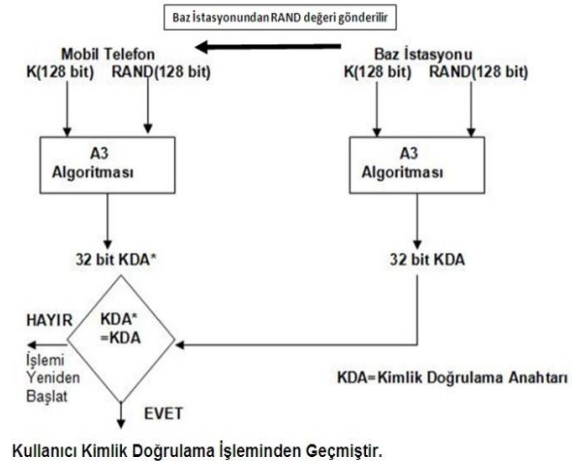 Baz İstasyonundan RAND değeri gönderilir
Mobil Telefon
K(128 bit) RAND(128 bit)
Baz İstasyonu
K(128 bit) RAND(128 bit)
A3
Algoritması
A3
Algoritması
32 bit KDA*
32 bit KDA
HAYIR
KDA*
=KDA
İşlemi
Yeniden
Başlat
KDA=Kimlik Doğrulama Anahtarı
EVET
Kullanıcı Kimlik Doğrulama İşleminden Geçmiştir.